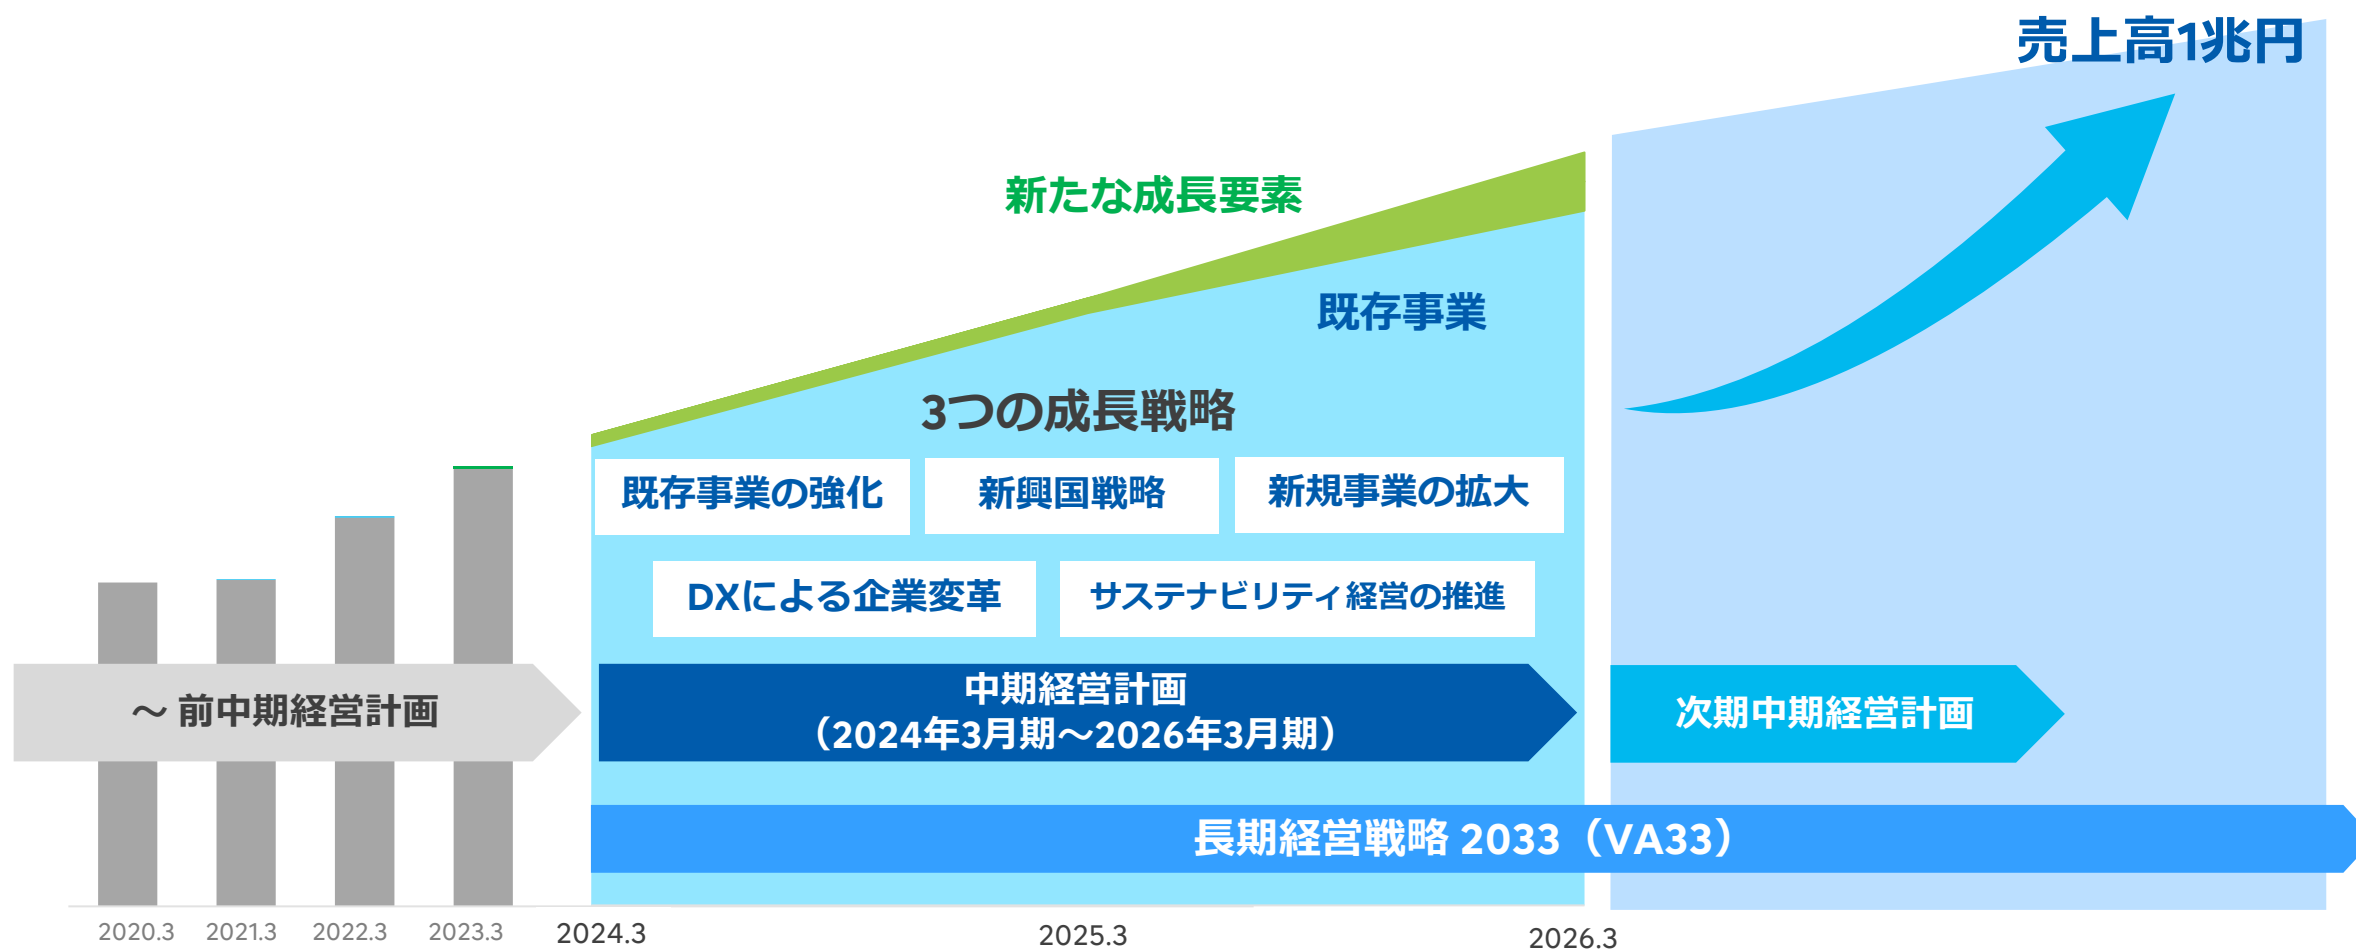 売上高1兆円
新たな成長要素
既存事業
3つの成長戦略
既存事業の強化
新興国戦略
新規事業の拡大
DXによる企業変革
サステナビリティ経営の推進
～ 前中期経営計画
中期経営計画
（2024年3月期～2026年3月期）
次期中期経営計画
長期経営戦略 2033（VA33）
2020.3
2021.3
2022.3
2023.3
2024.3
2025.3
2026.3